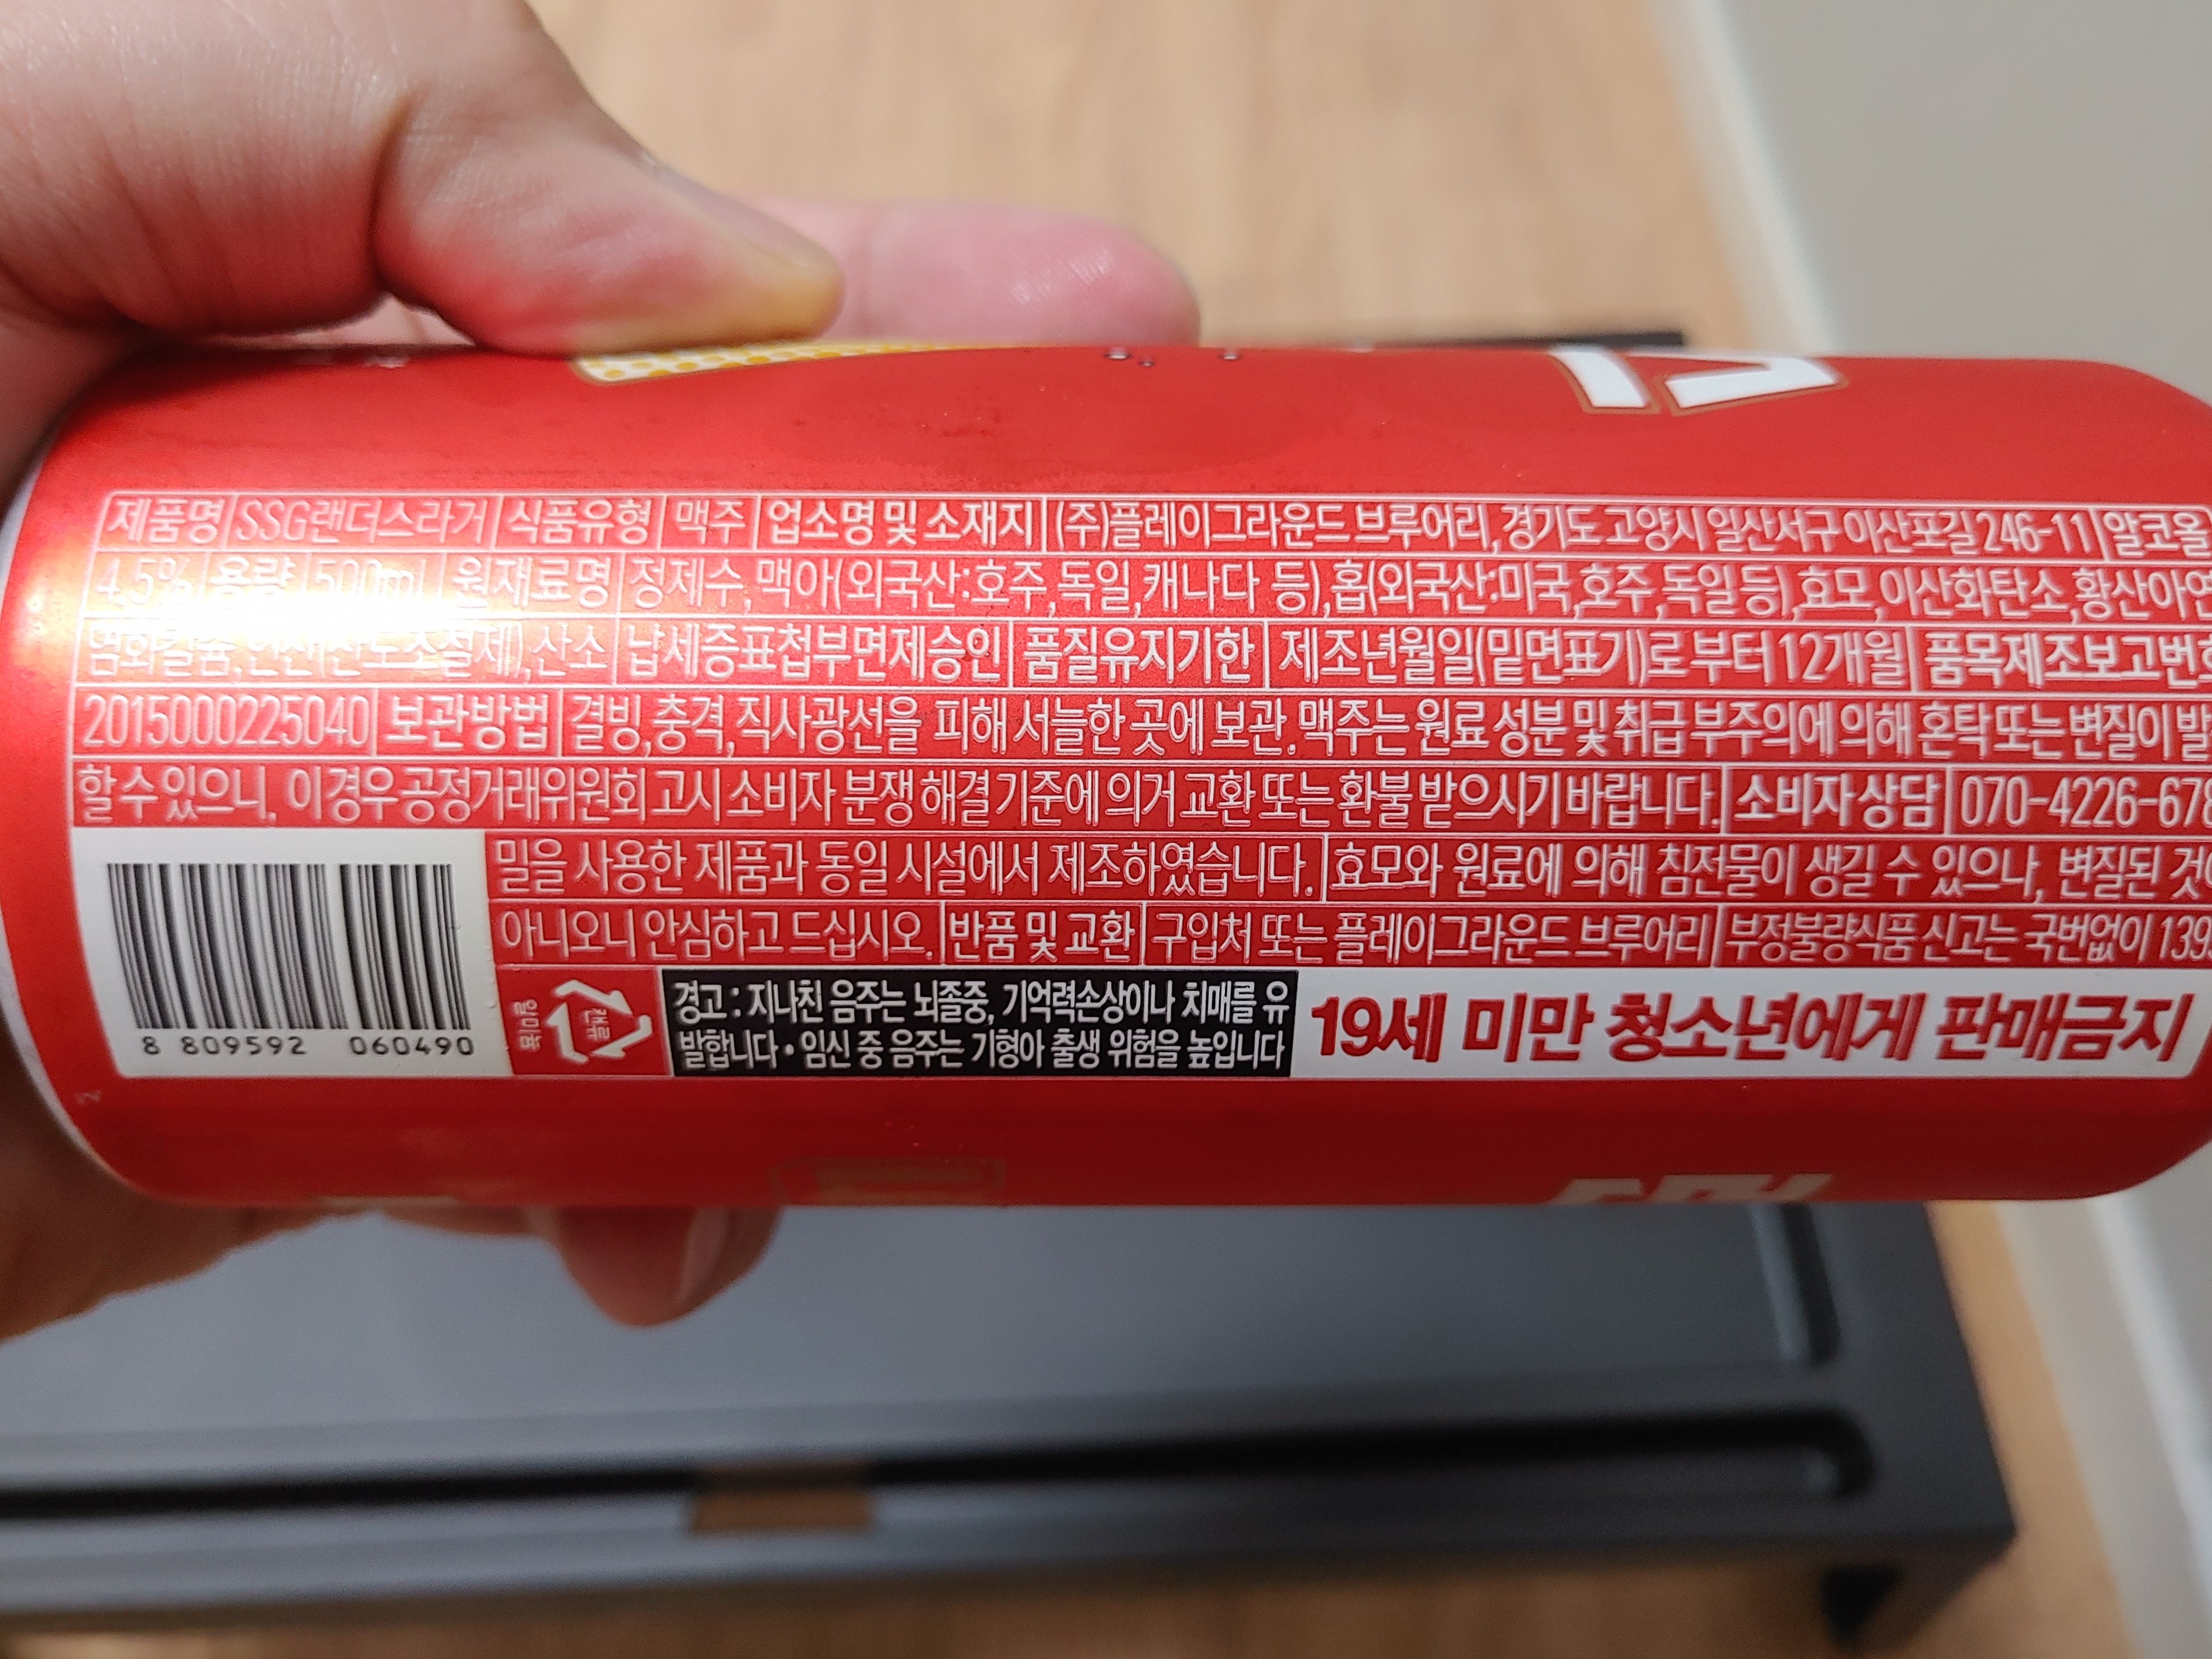 제품명 SSG랜더스라거 식품유형 맥주 업소명 및 소재지 (주)플레이그라운드 브루어리, 경기도 고양시 일산서구 이산포길 246-11 알코올
4.5% 용량 500ml 원재료명 정제수, 맥아(외국산:호주,독일,캐나다 등),홉(외국산:미국,호주,독일 등),효모,이산화탄소,황산아연
염화칼슘,인산(산도조절제),산소 납세증표첩부면제승인 품질유지기한 제조년월일(밑면표기)로 부터 12개월 품목제조보고번호
2015000225040 보관방법 결빙,충격,직사광선을 피해 서늘한 곳에 보관. 맥주는 원료 성분 및 취급 부주의에 의해 혼탁 또는 변질이 발
할 수 있으니, 이 경우 공정거래위원회 고시 소비자 분쟁 해결 기준에 의거 교환 또는 환불 받으시기 바랍니다. 소비자 상담 070-4226-678
밀을 사용한 제품과 동일 시설에서 제조하였습니다. 효모와 원료에 의해 침전물이 생길 수 있으나, 변질된 것이
아니오니 안심하고 드십시오. 반품 및 교환 구입처 또는 플레이그라운드 브루어리 부정불량식품 신고는 국번없이 139
캔류
경고 : 지나친 음주는 뇌졸중, 기억력손상이나 치매를 유
발합니다 • 임신 중 음주는 기형아 출생 위험을 높입니다
19세 미만 청소년에게 판매금지
8 809592 060490